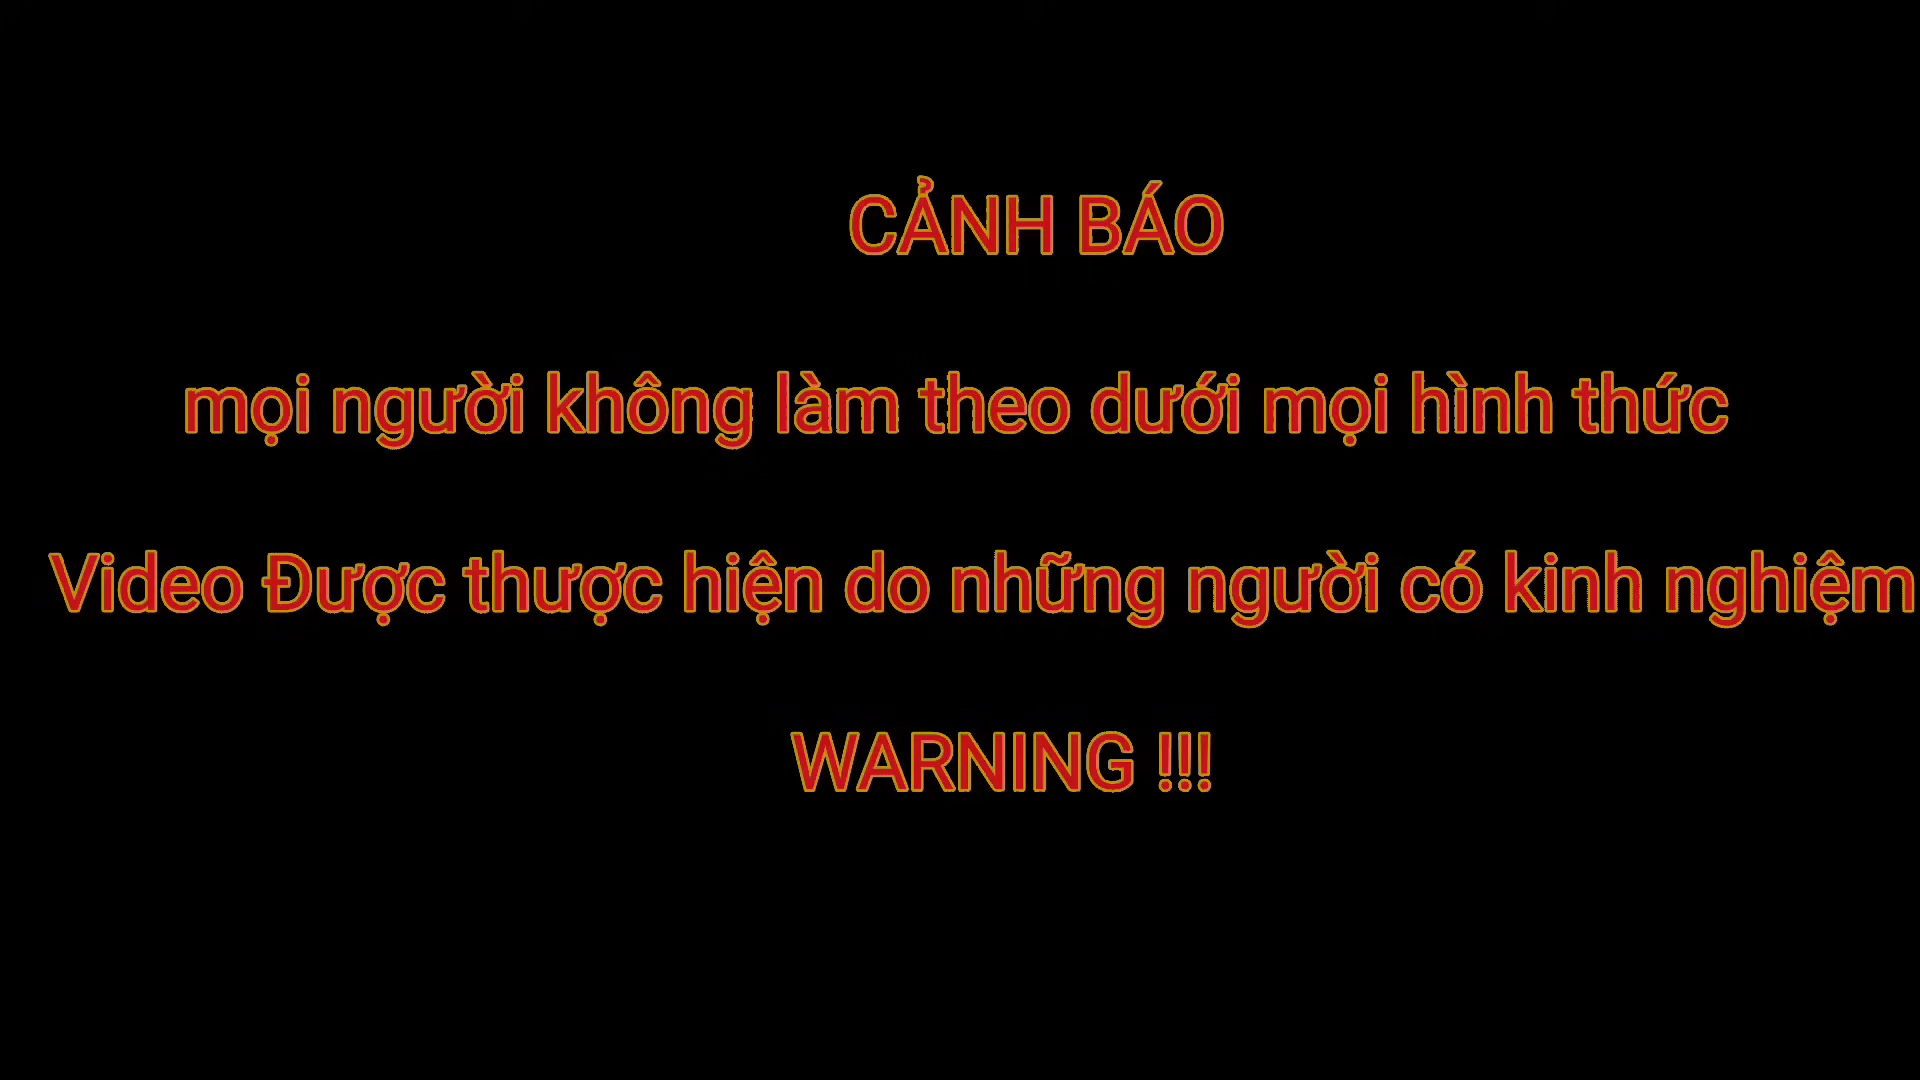 CẢNH BÁO
mọi người không làm theo dưới mọi hình thức
Video Được thược hiện do những người có kinh nghiệm
WARNING !!!